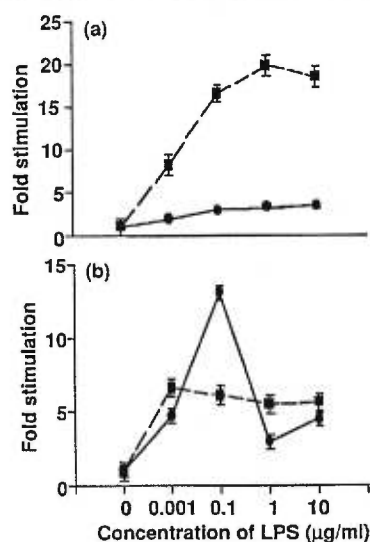 (a)
Fold stimulation
25
20
15
10
5
0
(b)
Fold stimulation
15
10
5
0
0 0.001 0.1 1 10
Concentration of LPS (μg/ml)